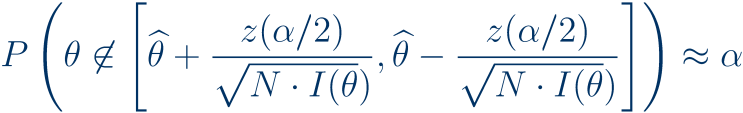 P(θ ∉ [θ̂ + z(α/2)/√(N · I(θ)), θ̂ − z(α/2)/√(N · I(θ))]) ≈ α